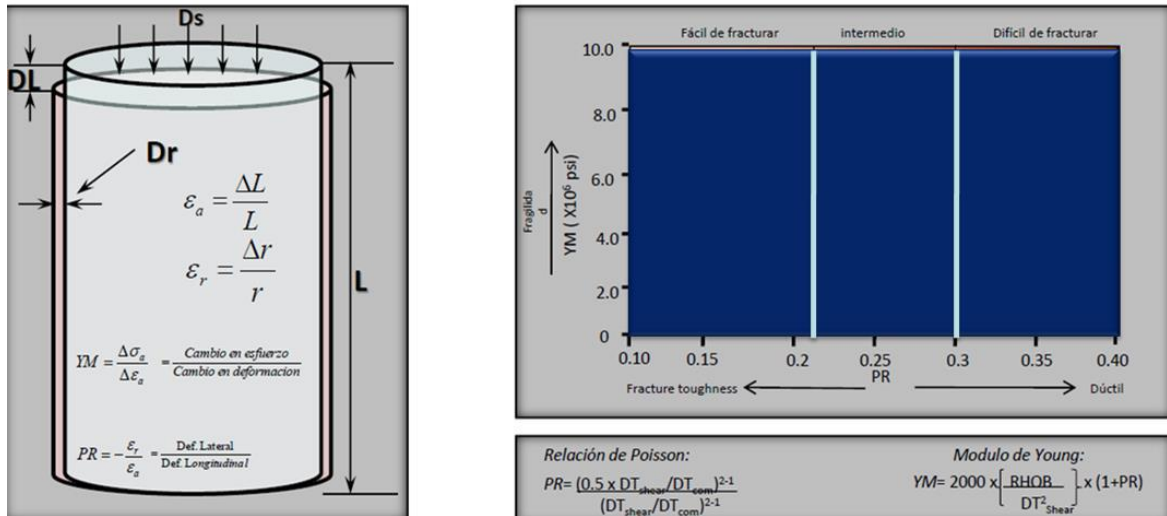 Ds
DL
Dr
ε_a = ΔL / L
ε_r = Δr / r
L
YM = Δσ_a / Δε_a = Cambio en esfuerzo / Cambio en deformacion
PR = - ε_r / ε_a = Def. Lateral / Def. Longitudinal
Fácil de fracturar intermedio Difícil de fracturar
10.0
8.0
6.0
4.0
2.0
0
Fragilida
d
YM ( X10⁶ psi)
0.10 0.15 0.2 0.25 0.3 0.35 0.40
PR
Fracture toughness Dúctil
Relación de Poisson:
PR= (0.5 x DT_shear/DT_com)²⁻¹
(DT_shear/DT_com)²⁻¹
Modulo de Young:
YM= 2000 x [ RHOB / DT²_Shear ] x (1+PR)